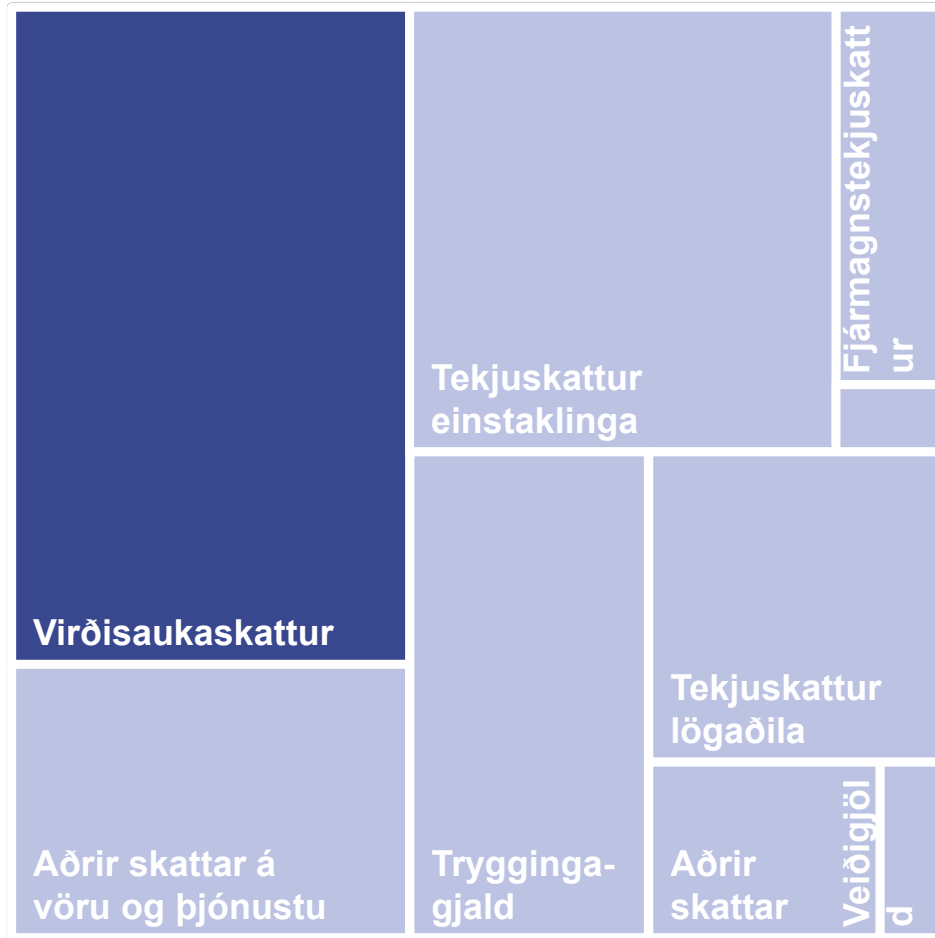 Virðisaukaskattur
Aðrir skattar á
vöru og þjónustu
Tekjuskattur
einstaklinga
Fjármagnstekjuskatt
ur
Trygginga-
gjald
Tekjuskattur
lögaðila
Aðrir
skattar
Veiðigjöl
d